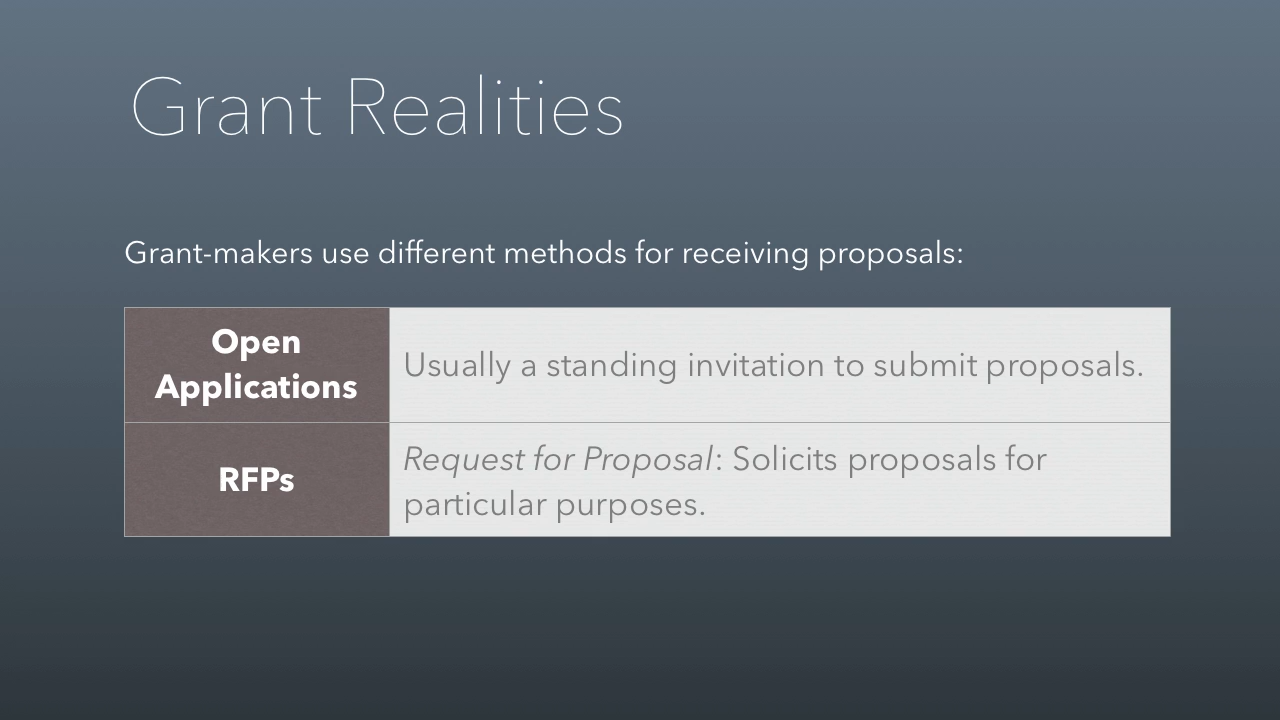 Grant Realities
Grant-makers use different methods for receiving proposals:
Open
Applications
Usually a standing invitation to submit proposals.
RFPs
Request for Proposal: Solicits proposals for
particular purposes.